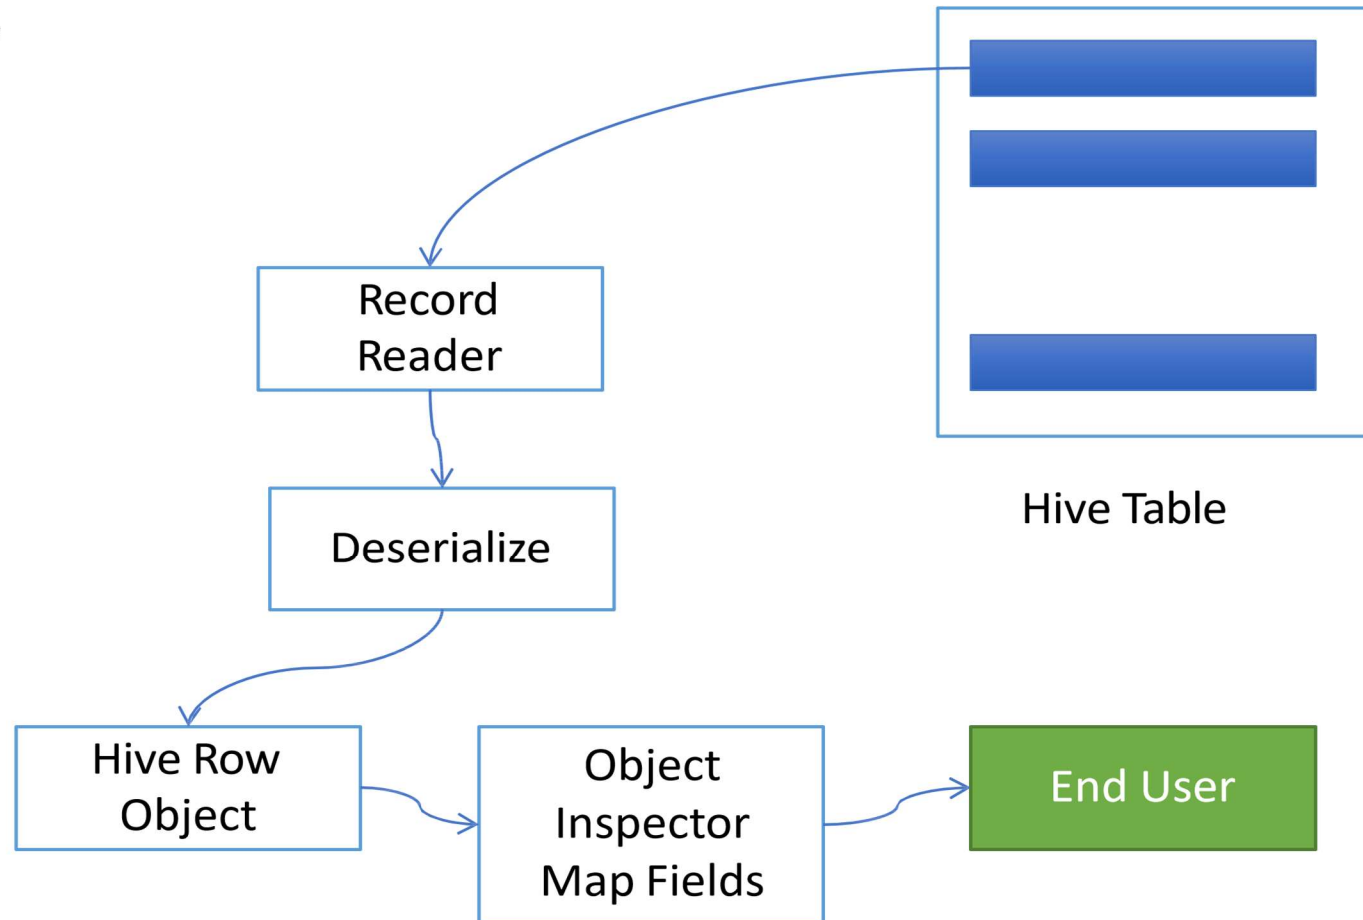 Record
Reader
Deserialize
Hive Table
Hive Row
Object
Object
Inspector
Map Fields
End User